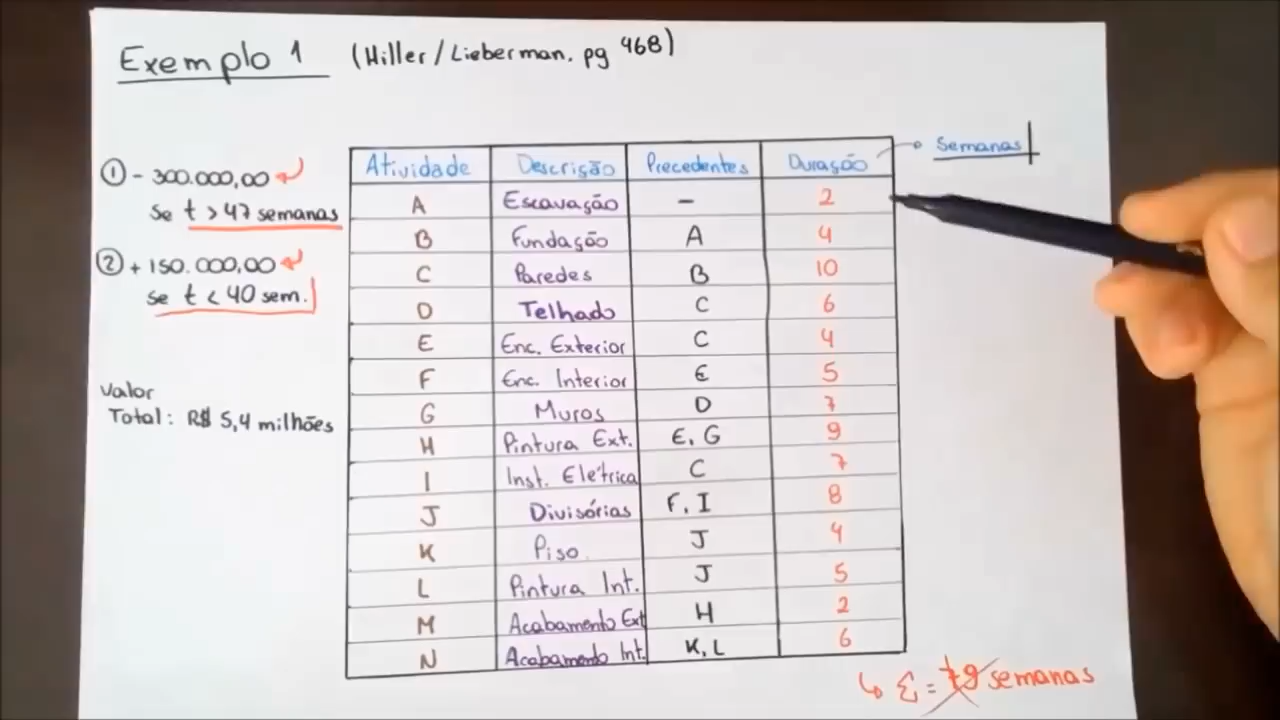 Exemplo 1 (Hiller/Lieberman. pg 468)
① - 300.000,00
Se t > 47 semanas
② + 150.000,00
Se t < 40 sem.
Valor
Total: R$ 5,4 milhões
Atividade Descrição Precedentes Duração Semanas
A Escavação - 2
B Fundação A 4
C Paredes B 10
D Telhado C 6
E Enc. Exterior C 4
F Enc. Interior E 5
G Muros D 7
H Pintura Ext. E, G 9
I Inst. Elétrica C 7
J Divisórias F, I 8
K Piso J 4
L Pintura Int. J 5
M Acabamento Ext H 2
N Acabamento Int. K, L 6
↳ Σ = 79 semanas